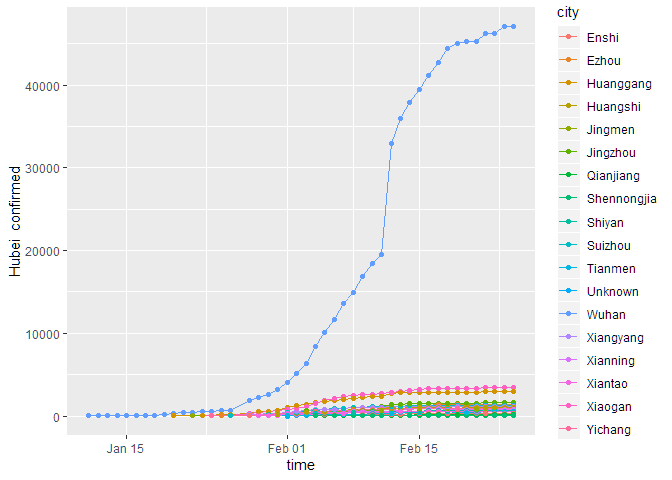 city
Enshi
Ezhou
Huanggang
Huangshi
Jingmen
Jingzhou
Qianjiang
Shennongjia
Shiyan
Suizhou
Tianmen
Unknown
Wuhan
Xiangyang
Xianning
Xiantao
Xiaogan
Yichang
Hubei confirmed
40000
30000
20000
10000
0
Jan 15
Feb 01
Feb 15
time